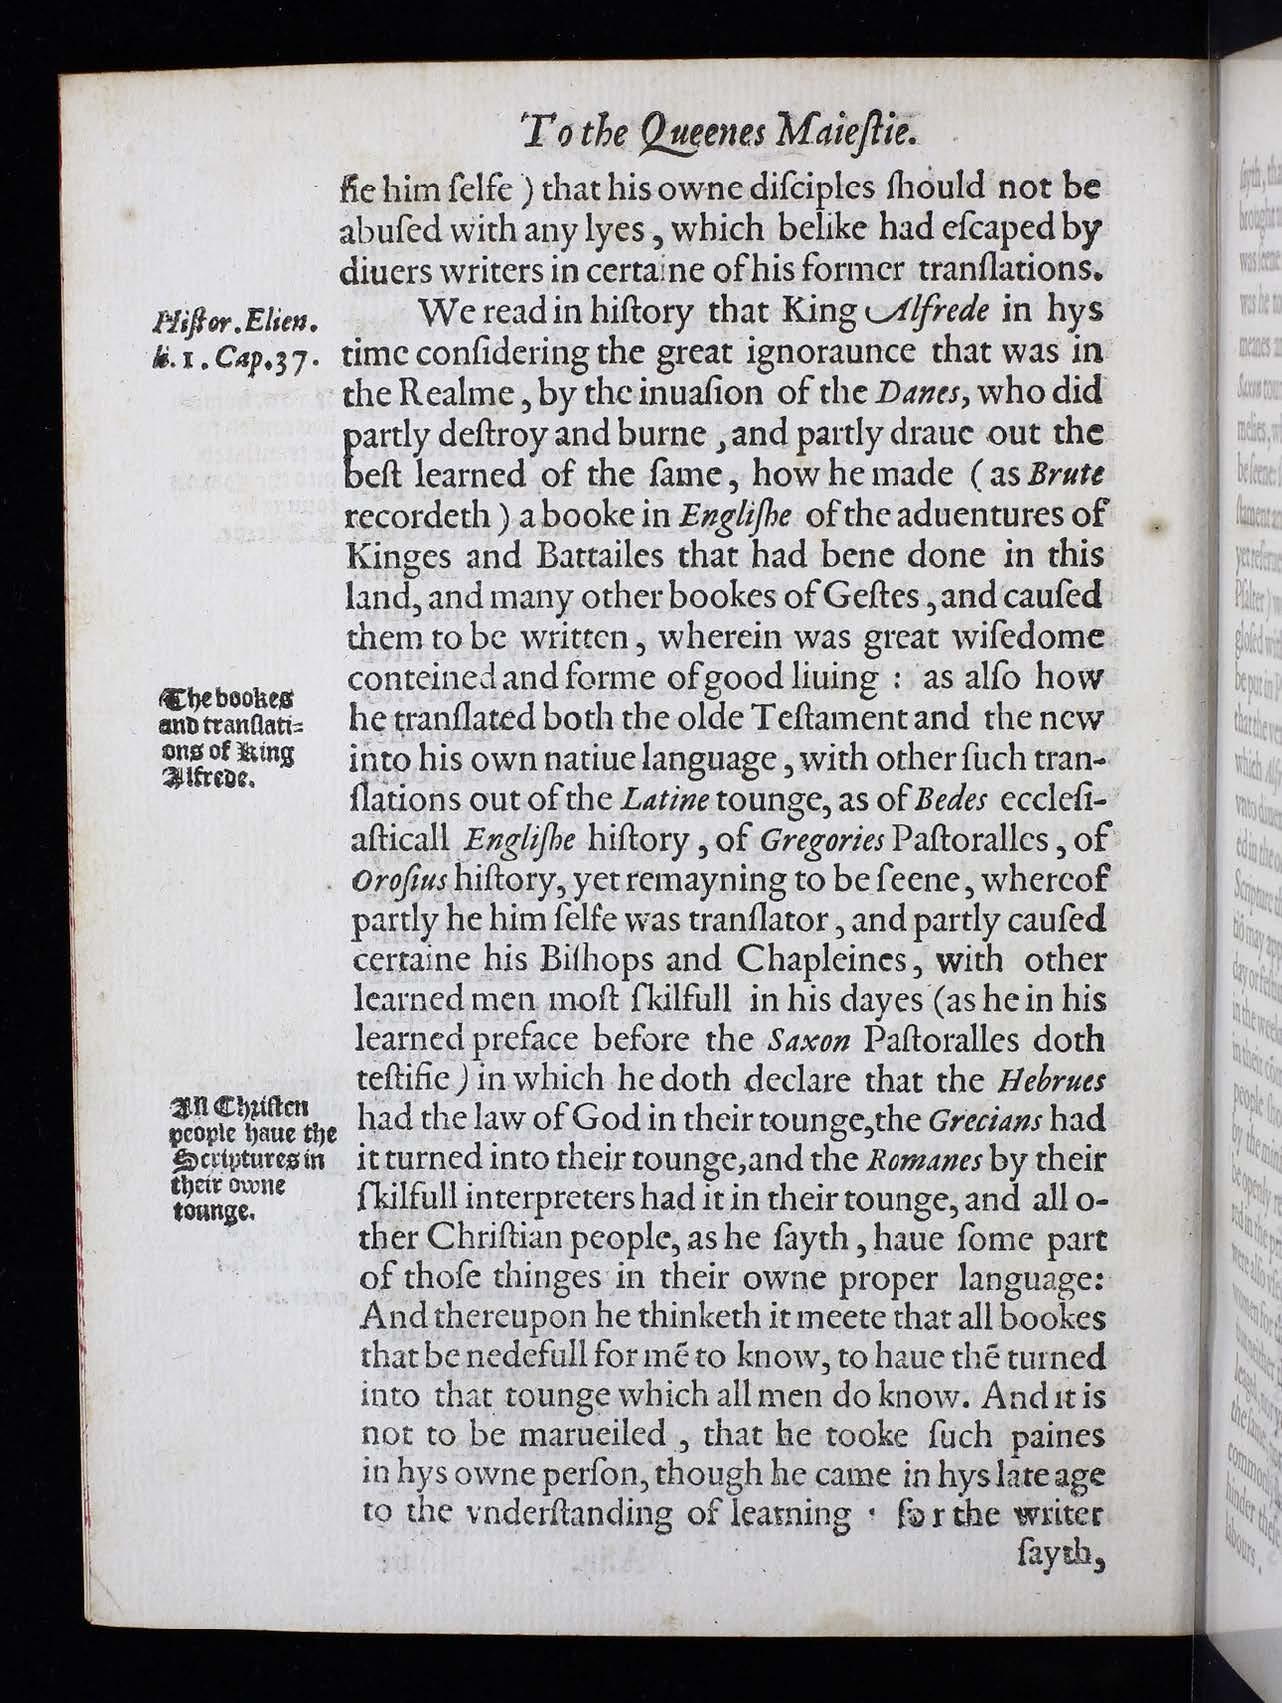 To the Queenes Maieſtie.
fie him ſelfe ) that his owne diſciples ſhould not be
abuſed with any lyes , which belike had eſcaped by
diuers writers in certaine of his former tranſlations.
We read in hiſtory that King Alfrede in hys
Hiſtor. Elien.
li. 1. Cap. 37.
time conſidering the great ignoraunce that was in
the Realme , by the inuaſion of the Danes, who did
partly deſtroy and burne , and partly draue out the
beſt learned of the ſame, how he made ( as Brute
recordeth ) a booke in Engliſhe of the aduentures of
Kinges and Battailes that had bene done in this
land, and many other bookes of Geſtes , and cauſed
them to be written , wherein was great wiſedome
conteined and forme of good liuing : as alſo how
The bookes
and tranſlati=
ons of King
Alfrede.
he tranſlated both the olde Teſtament and the new
into his own natiue language , with other ſuch tran-
ſlations out of the Latine tounge, as of Bedes eccleſi-
aſticall Engliſhe hiſtory , of Gregories Paſtoralles , of
Oroſius hiſtory, yet remayning to be ſeene, whereof
partly he him ſelfe was tranſlator , and partly cauſed
certaine his Biſhops and Chapleines, with other
learned men moſt ſkilfull in his dayes (as he in his
learned preface before the Saxon Paſtoralles doth
teſtifie) in which he doth declare that the Hebrues
All Chriſten
people haue the
Scriptures in
their owne
tounge.
had the law of God in their tounge,the Grecians had
it turned into their tounge,and the Romanes by their
ſkilfull interpreters had it in their tounge, and all o-
ther Chriſtian people, as he ſayth , haue ſome part
of thoſe thinges in their owne proper language:
And thereupon he thinketh it meete that all bookes
that be nedefull for mẽ to know, to haue thẽ turned
into that tounge which all men do know. And it is
not to be marueiled , that he tooke ſuch paines
in hys owne perſon, though he came in hys late age
to the vnderſtanding of learning : for the writer
ſayth,